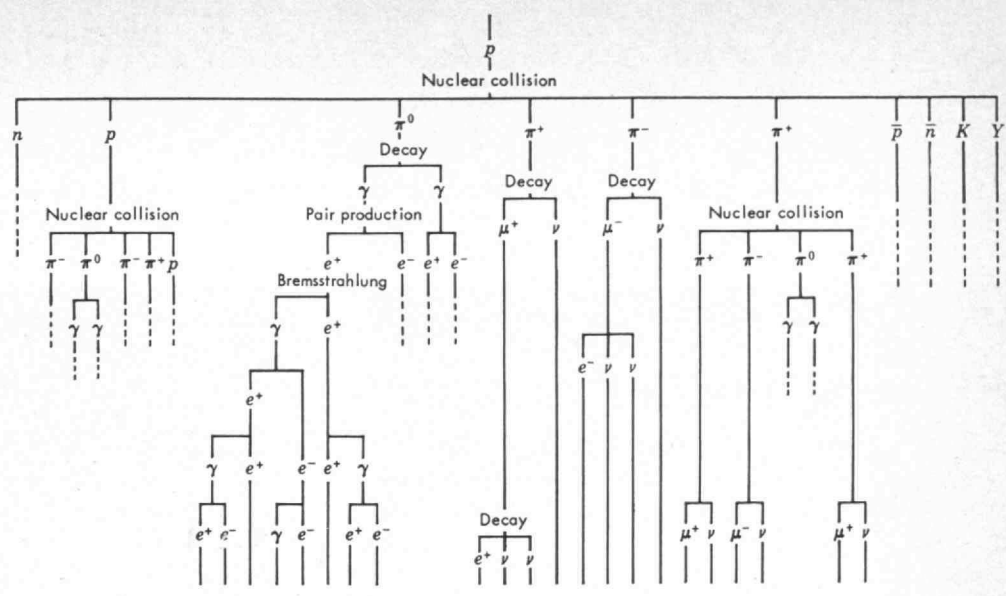 p
Nuclear collision
n p π⁰ π⁺ π⁻ π⁺ p̅ n̅ K Y
Decay
γ γ Decay Decay
Nuclear collision Pair production Nuclear collision
μ⁺ ν μ⁻ ν
π⁻ π⁰ π⁻ π⁺ p e⁺ e⁻ e⁺ e⁻ π⁺ π⁻ π⁰ π⁺
Bremsstrahlung
γ γ γ e⁺ γ γ
e⁻ ν ν
e⁺
γ e⁺ e⁻ e⁺ γ
Decay
e⁺ e⁻ γ e⁻ e⁺ e⁻ μ⁺ ν μ⁻ ν μ⁺ ν
e⁺ ν ν